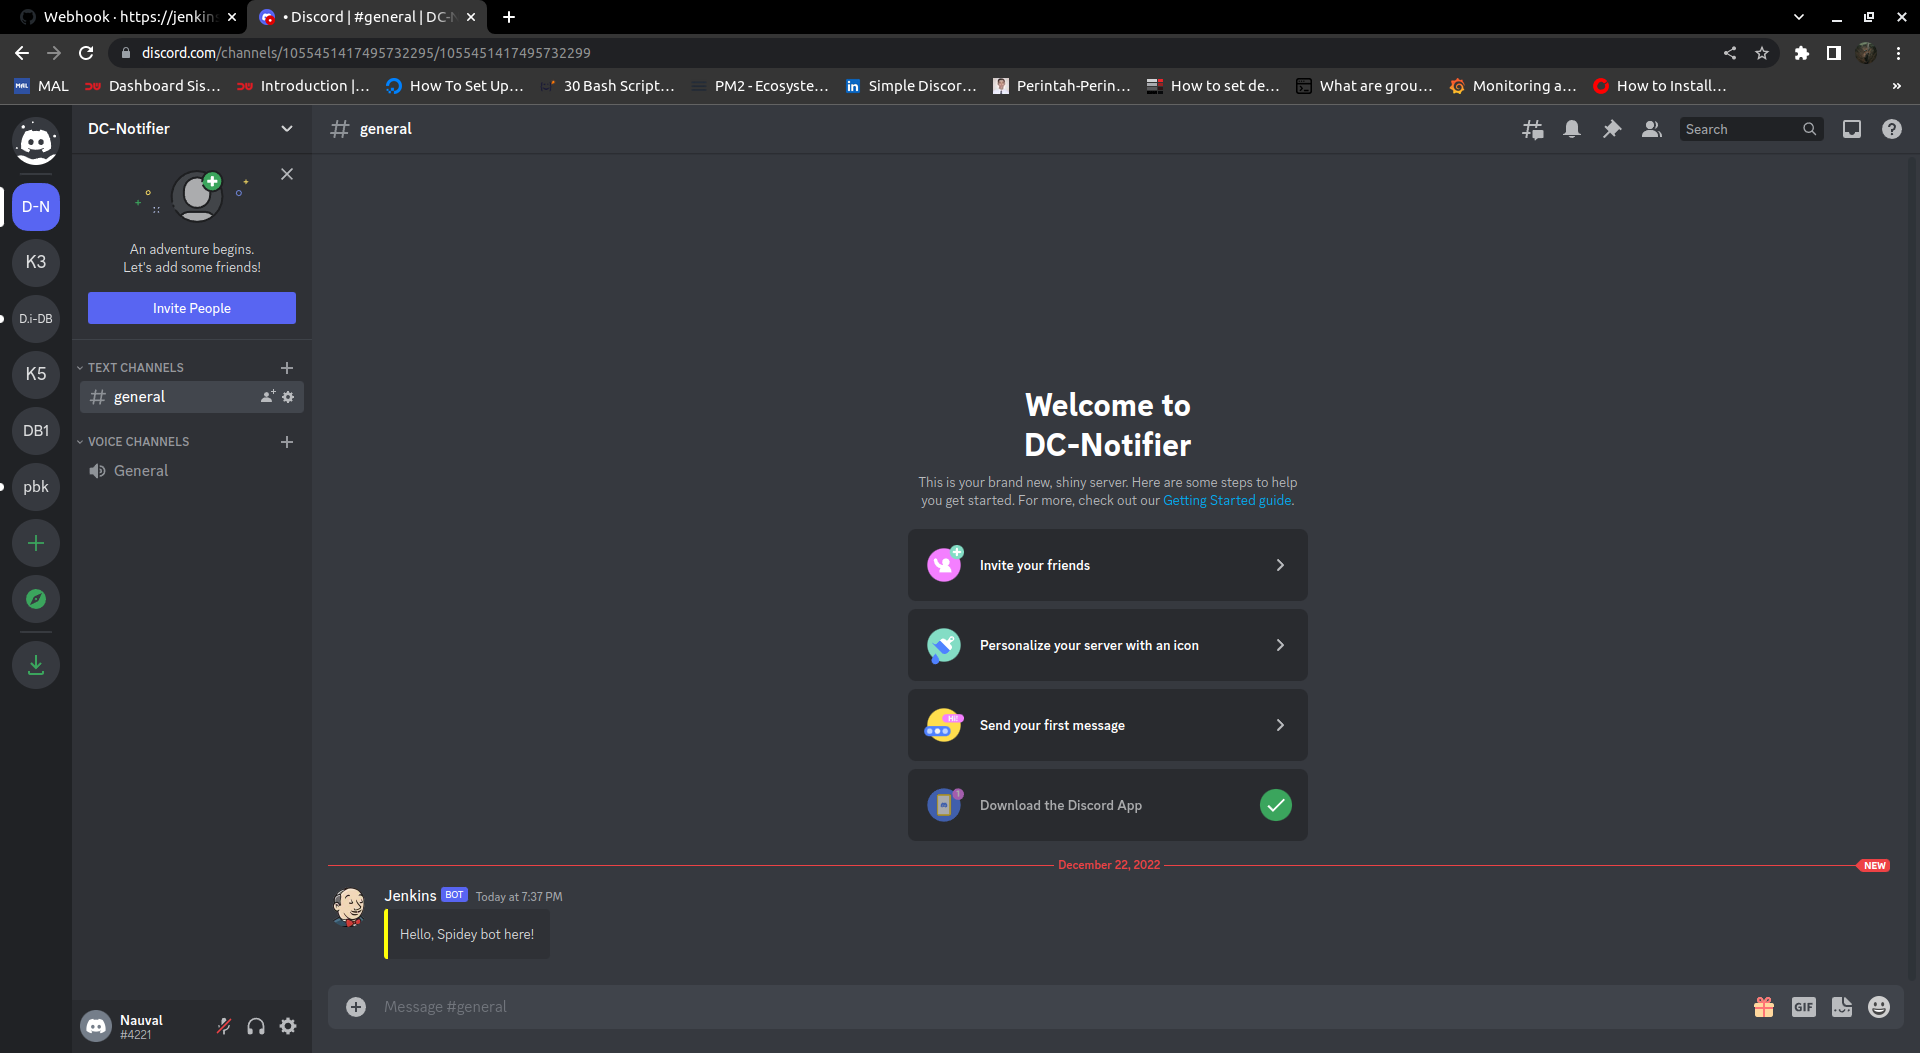 Webhook · https://jenkins
• Discord | #general | DC-N
discord.com/channels/1055451417495732295/1055451417495732299
MAL
MAL
Dashboard Sis...
Introduction |...
How To Set Up...
30 Bash Script...
PM2 - Ecosyste...
in
Simple Discor...
Perintah-Perin...
How to set de...
What are grou...
Monitoring a...
How to Install...
»
D-N
K3
D.i-DB
K5
DB1
pbk
DC-Notifier
An adventure begins.
Let's add some friends!
Invite People
TEXT CHANNELS
general
VOICE CHANNELS
General
Nauval
#4221
general
Search
Welcome to
DC-Notifier
This is your brand new, shiny server. Here are some steps to help
you get started. For more, check out our Getting Started guide.
Invite your friends
Personalize your server with an icon
Hi!
Send your first message
1
Download the Discord App
December 22, 2022
NEW
Jenkins BOT Today at 7:37 PM
Hello, Spidey bot here!
Message #general
GIF